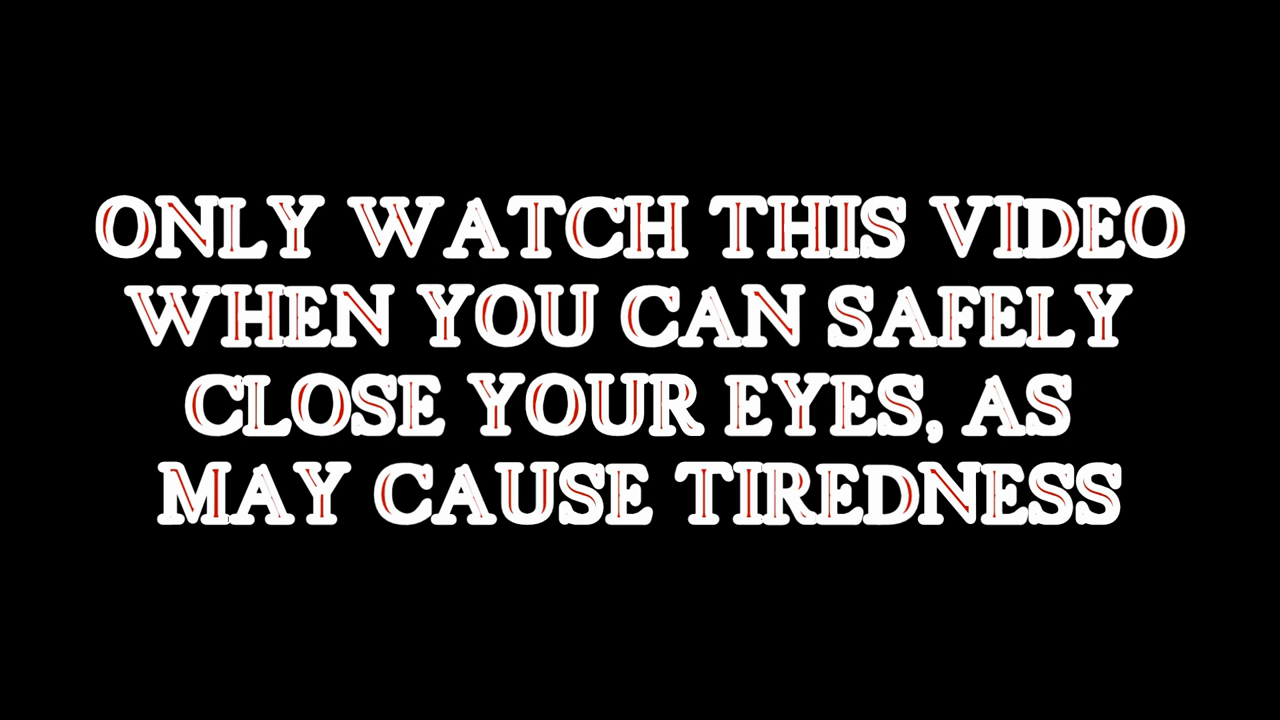 ONLY WATCH THIS VIDEO
WHEN YOU CAN SAFELY
CLOSE YOUR EYES, AS
MAY CAUSE TIREDNESS